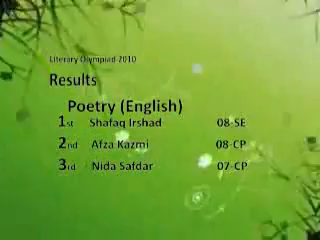 Literary Olympiad 2010
Results
Poetry (English)
1st Shafaq Irshad 08-SE
2nd Afza Kazmi 08-CP
3rd Nida Safdar 07-CP